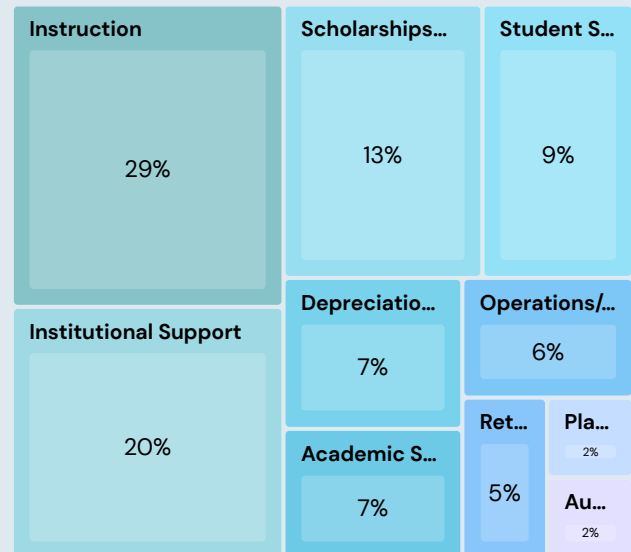 Instruction
29%
Scholarships...
13%
Student S...
9%
Institutional Support
20%
Depreciatio...
7%
Operations/...
6%
Academic S...
7%
Ret...
5%
Pla...
2%
Au...
2%